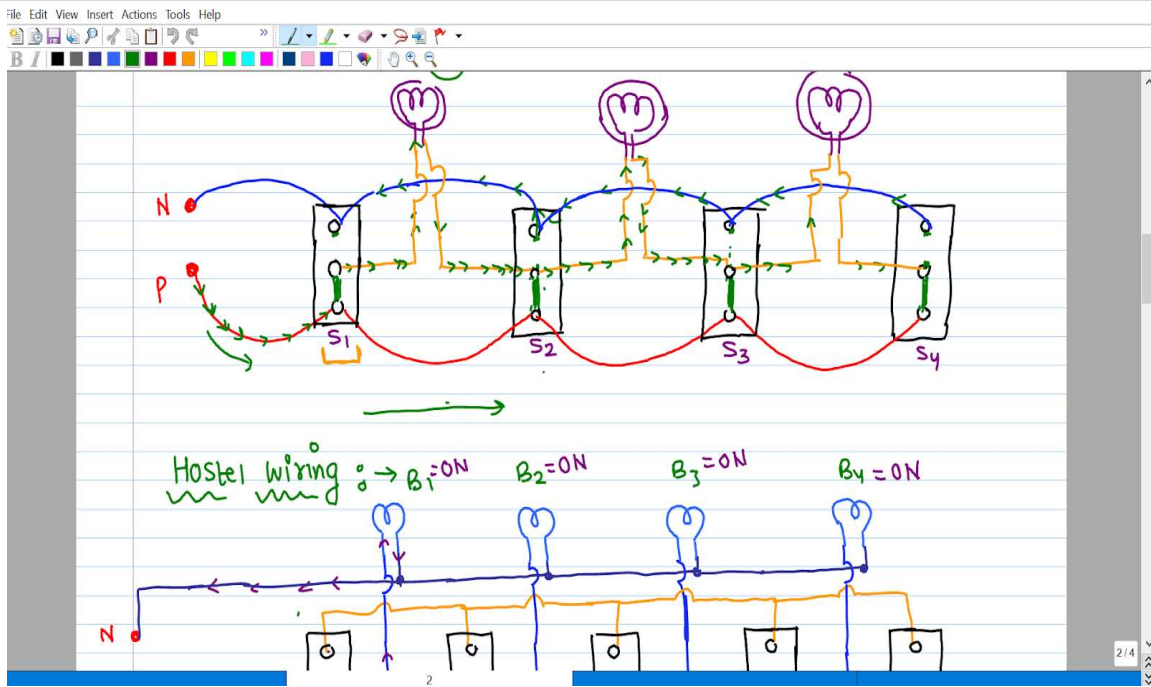 File Edit View Insert Actions Tools Help
B I
N
P
S1
S2
S3
S4
Hostel wiring : → B1=ON B2=ON B3=ON B4=ON
N
2 / 4
2